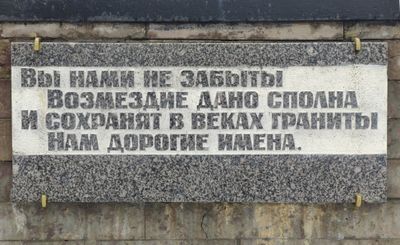 Вы нами не забыты
Возмездие дано сполна
И сохранят в веках граниты
Нам дорогие имена.